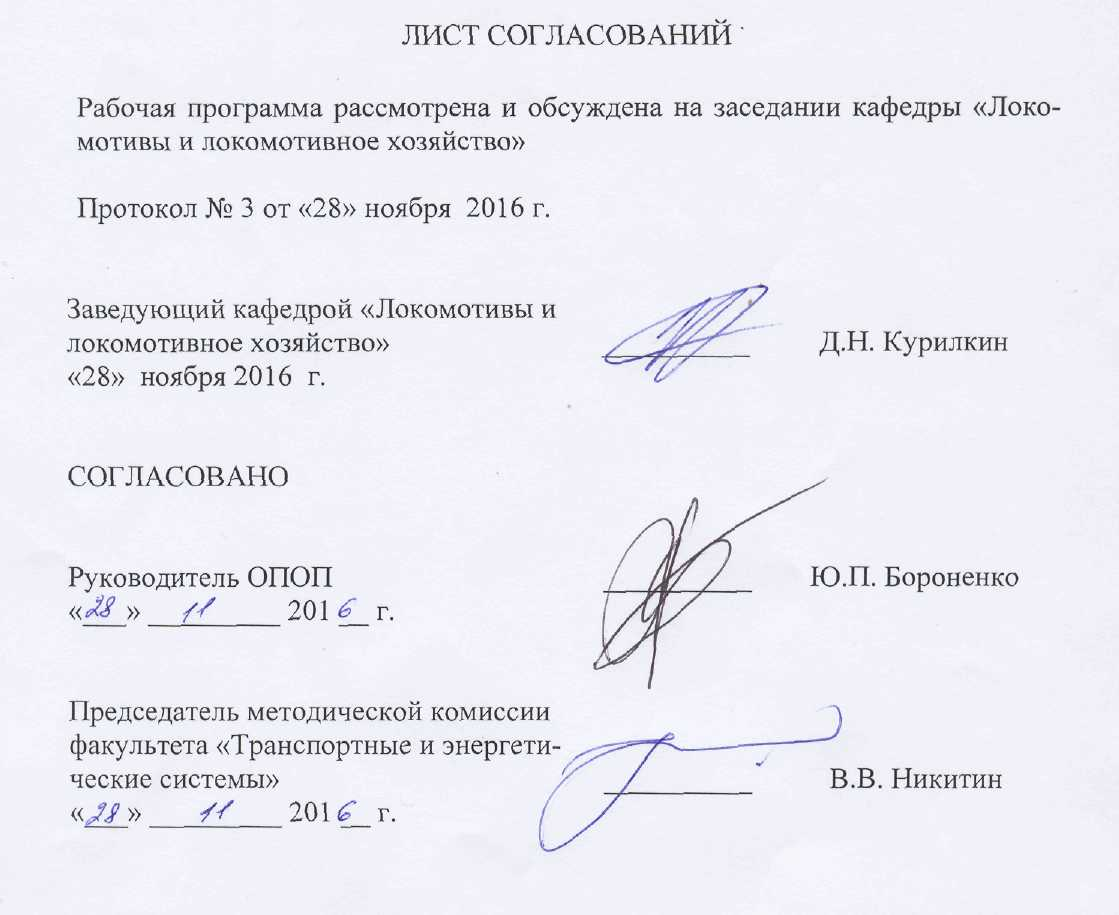 ЛИСТ СОГЛАСОВАНИЙ
Рабочая программа рассмотрена и обсуждена на заседании кафедры «Локо-
мотивы и локомотивное хозяйство»
Протокол № 3 от «28» ноября 2016 г.
Заведующий кафедрой «Локомотивы и
локомотивное хозяйство» Д.Н. Курилкин
«28» ноября 2016 г.
СОГЛАСОВАНО
Руководитель ОПОП Ю.П. Бороненко
«28» 11 2016 г.
Председатель методической комиссии
факультета «Транспортные и энергети-
ческие системы» В.В. Никитин
«28» 11 2016 г.